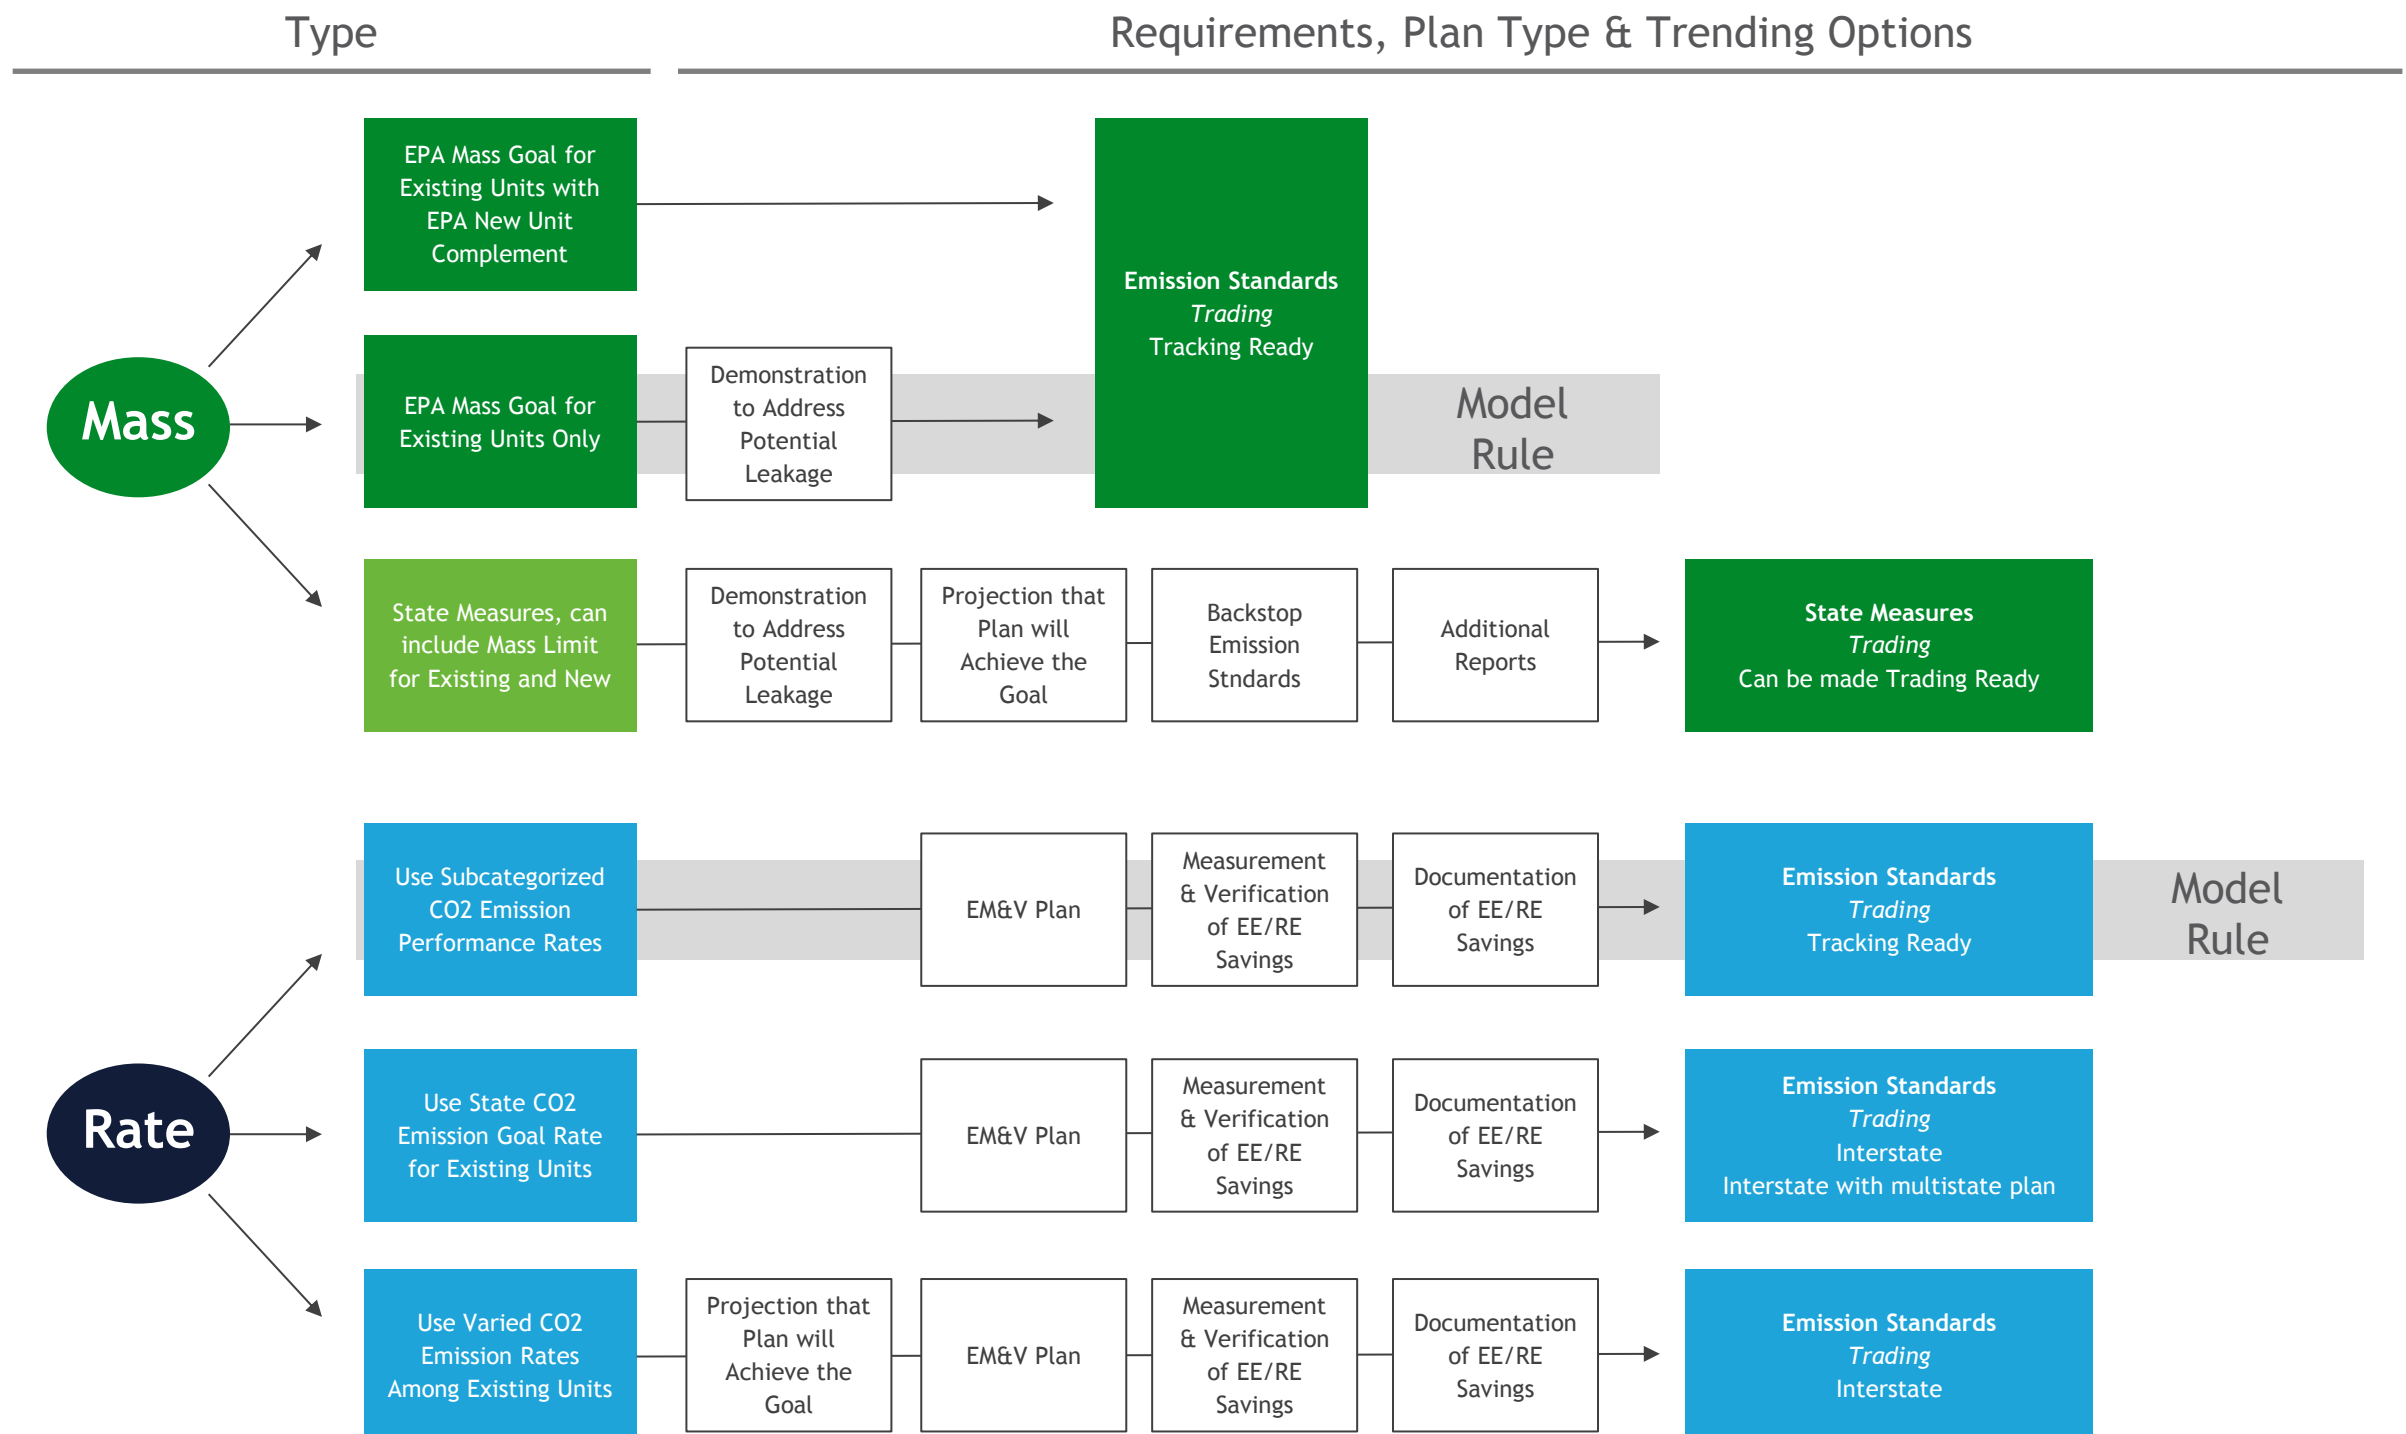 Type
Requirements, Plan Type & Trending Options
EPA Mass Goal for
Existing Units with
EPA New Unit
Complement
Emission Standards
Trading
Tracking Ready
Mass
EPA Mass Goal for
Existing Units Only
Demonstration
to Address
Potential
Leakage
Model
Rule
State Measures, can
include Mass Limit
for Existing and New
Demonstration
to Address
Potential
Leakage
Projection that
Plan will
Achieve the
Goal
Backstop
Emission
Stndards
Additional
Reports
State Measures
Trading
Can be made Trading Ready
Use Subcategorized
CO2 Emission
Performance Rates
EM&V Plan
Measurement
& Verification
of EE/RE
Savings
Documentation
of EE/RE
Savings
Emission Standards
Trading
Tracking Ready
Model
Rule
Rate
Use State CO2
Emission Goal Rate
for Existing Units
EM&V Plan
Measurement
& Verification
of EE/RE
Savings
Documentation
of EE/RE
Savings
Emission Standards
Trading
Interstate
Interstate with multistate plan
Use Varied CO2
Emission Rates
Among Existing Units
Projection that
Plan will
Achieve the
Goal
EM&V Plan
Measurement
& Verification
of EE/RE
Savings
Documentation
of EE/RE
Savings
Emission Standards
Trading
Interstate